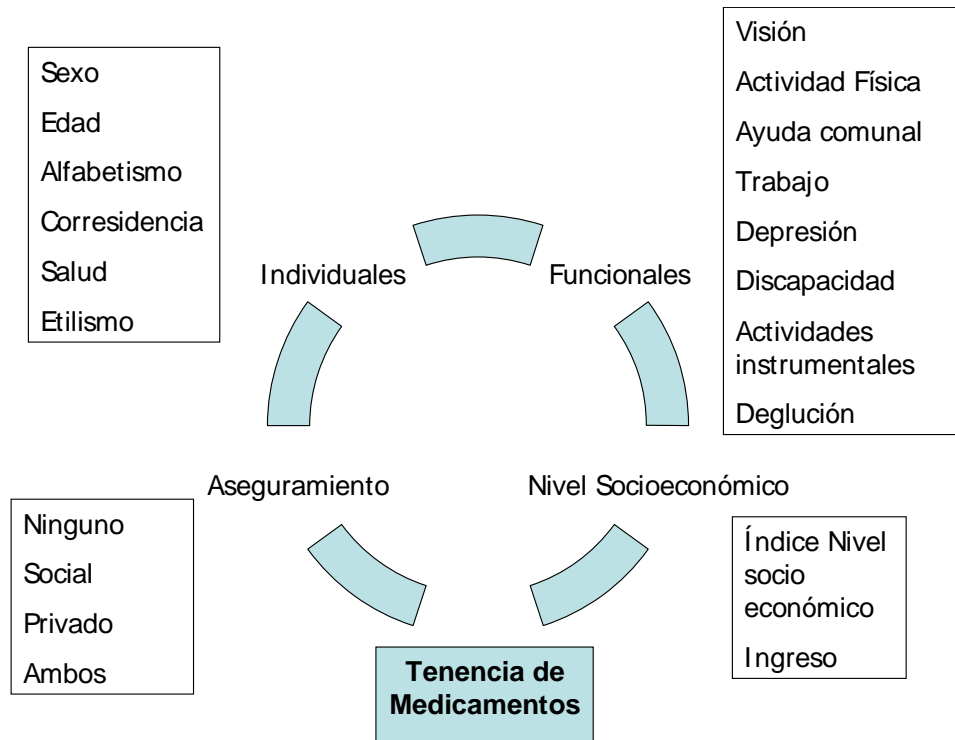 Sexo
Edad
Alfabetismo
Corresidencia
Salud
Etilismo
Visión
Actividad Física
Ayuda comunal
Trabajo
Depresión
Discapacidad
Actividades
instrumentales
Deglución
Individuales
Funcionales
Aseguramiento
Nivel Socioeconómico
Ninguno
Social
Privado
Ambos
Índice Nivel
socio
económico
Ingreso
Tenencia de
Medicamentos